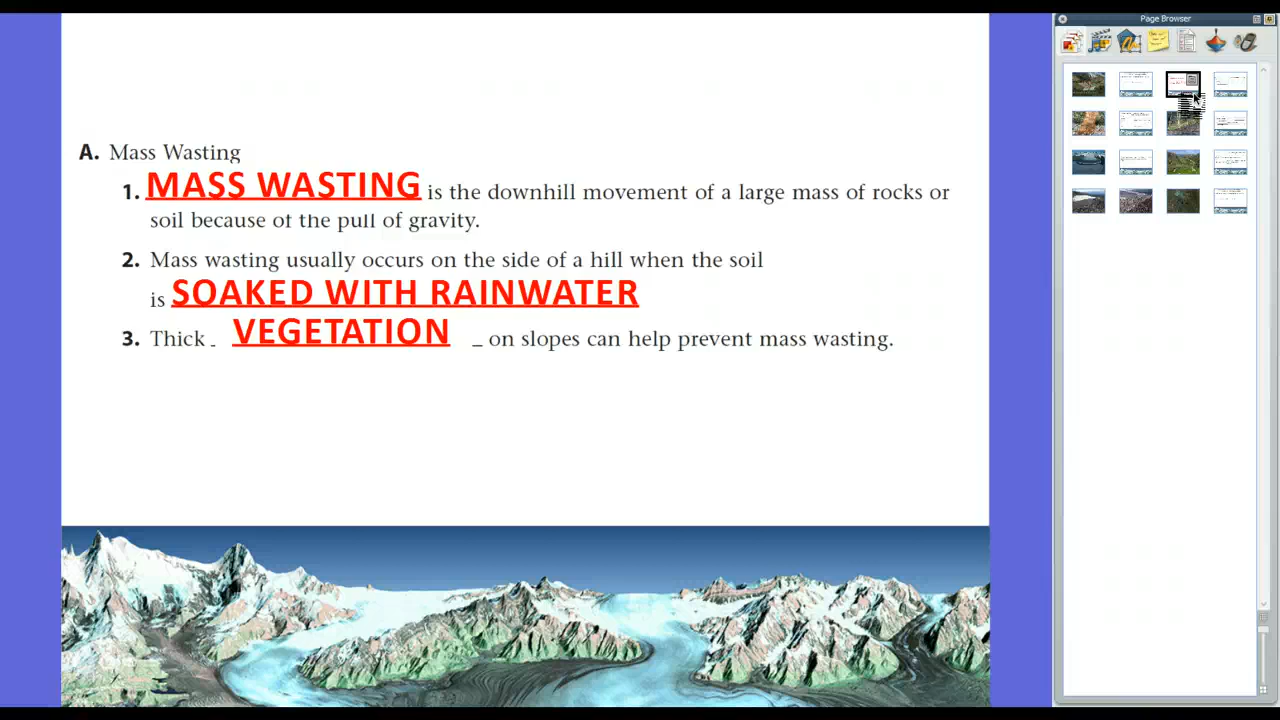 Page Browser
A. Mass Wasting
1. MASS WASTING is the downhill movement of a large mass of rocks or
soil because of the pull of gravity.
2. Mass wasting usually occurs on the side of a hill when the soil
is SOAKED WITH RAINWATER
3. Thick _ VEGETATION _ on slopes can help prevent mass wasting.